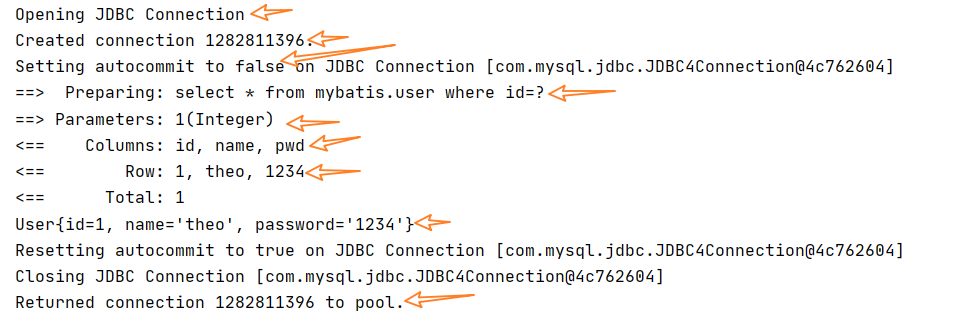 Opening JDBC Connection
Created connection 1282811396.
Setting autocommit to false on JDBC Connection [com.mysql.jdbc.JDBC4Connection@4c762604]
==>  Preparing: select * from mybatis.user where id=?
==> Parameters: 1(Integer)
<==    Columns: id, name, pwd
<==        Row: 1, theo, 1234
<==      Total: 1
User{id=1, name='theo', password='1234'}
Resetting autocommit to true on JDBC Connection [com.mysql.jdbc.JDBC4Connection@4c762604]
Closing JDBC Connection [com.mysql.jdbc.JDBC4Connection@4c762604]
Returned connection 1282811396 to pool.